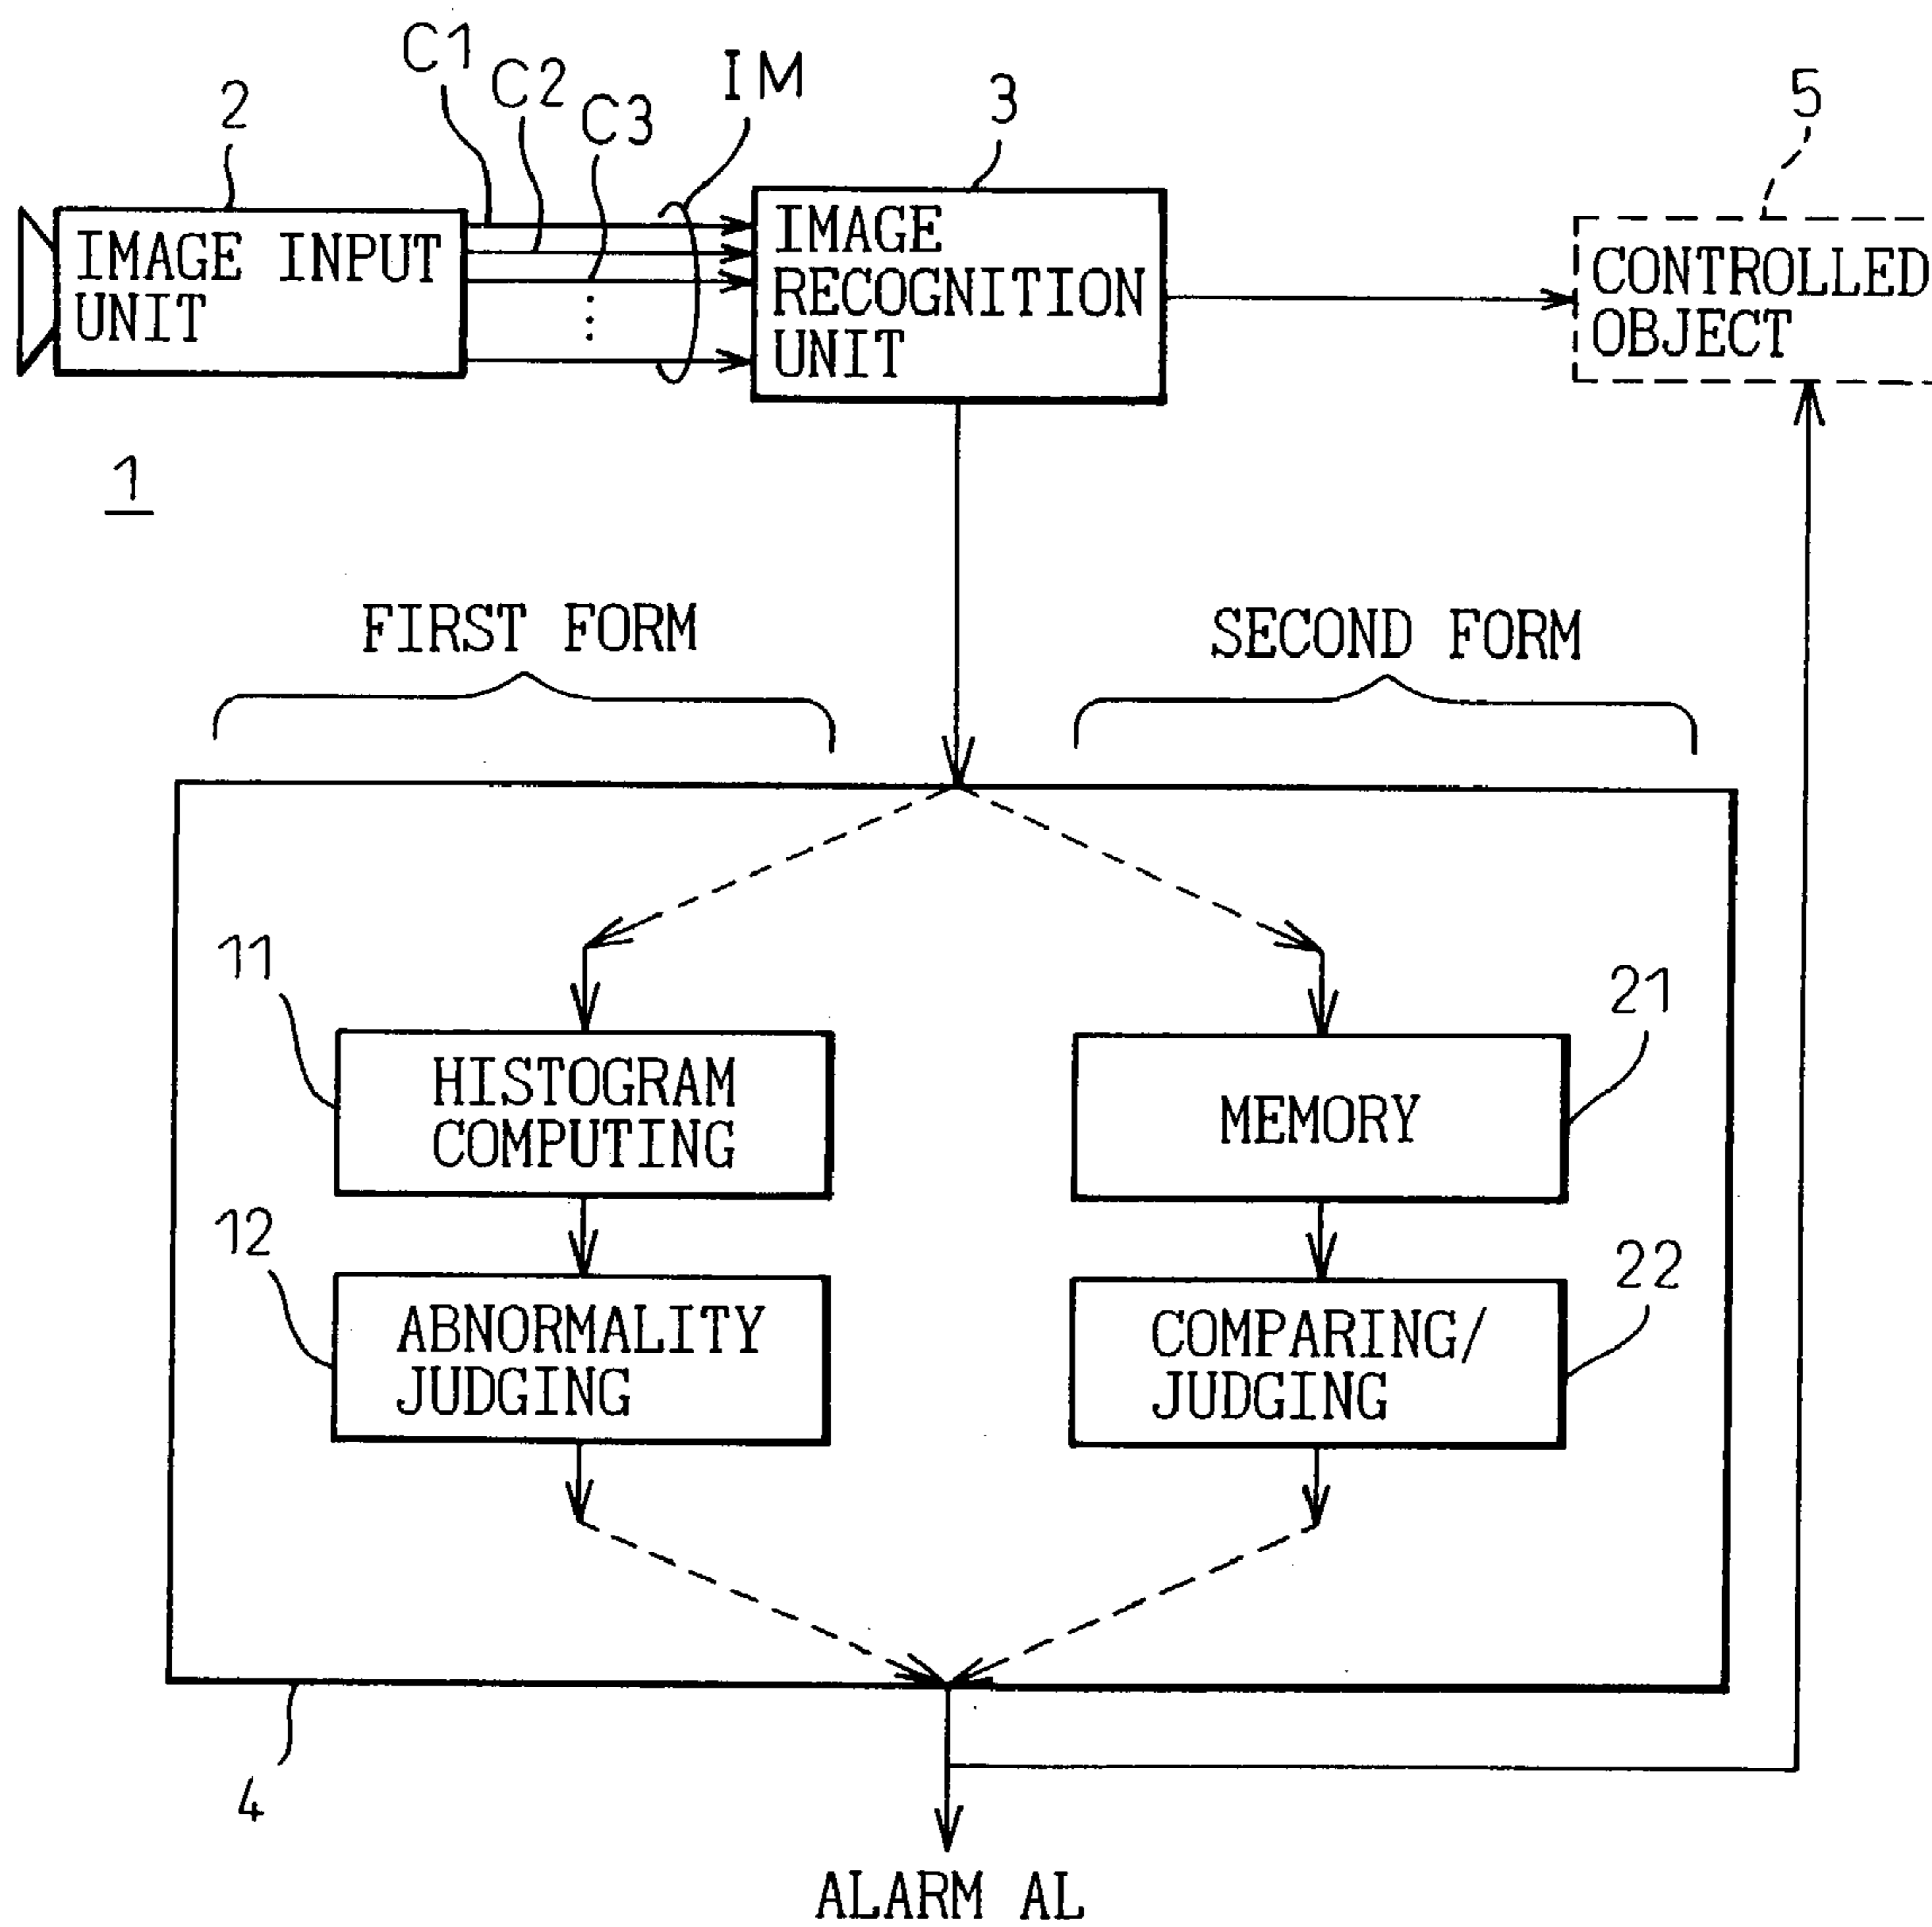 C1
C2
C3
IM
2
3
5
IMAGE INPUT
UNIT
IMAGE
RECOGNITION
UNIT
CONTROLLED
OBJECT
1
FIRST FORM
SECOND FORM
11
21
HISTOGRAM
COMPUTING
MEMORY
12
22
ABNORMALITY
JUDGING
COMPARING/
JUDGING
4
ALARM AL